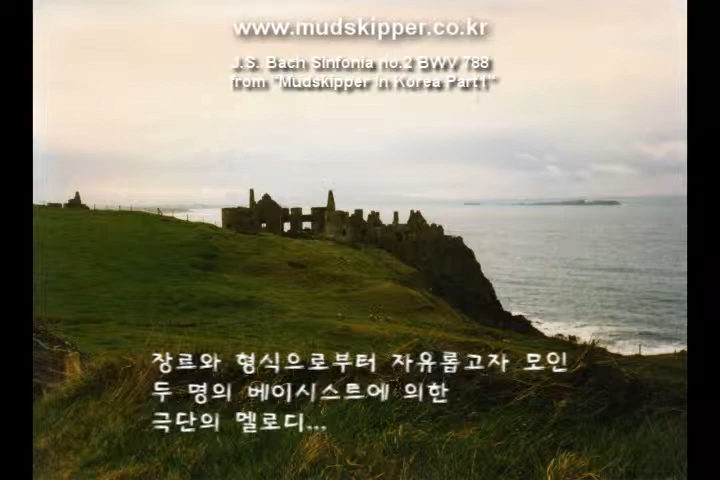 www.mudskipper.co.kr
J.S. Bach Sinfonia no.2 BWV 788
from "Mudskipper in Korea Part1"
장르와 형식으로부터 자유롭고자 모인
두 명의 베이시스트에 의한
극단의 멜로디...